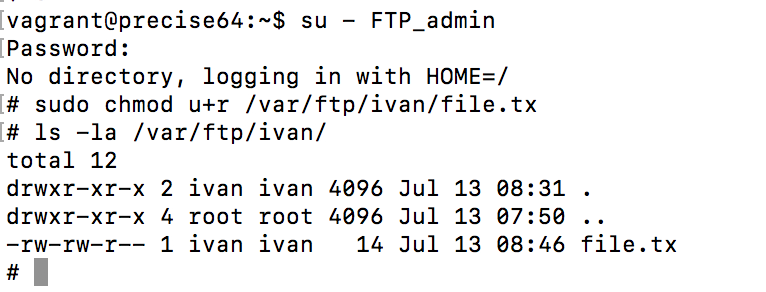 [vagrant@precise64:~$ su - FTP_admin
[Password:
No directory, logging in with HOME=/
[# sudo chmod u+r /var/ftp/ivan/file.tx
[# ls -la /var/ftp/ivan/
total 12
drwxr-xr-x 2 ivan ivan 4096 Jul 13 08:31 .
drwxr-xr-x 4 root root 4096 Jul 13 07:50 ..
-rw-rw-r-- 1 ivan ivan   14 Jul 13 08:46 file.tx
#